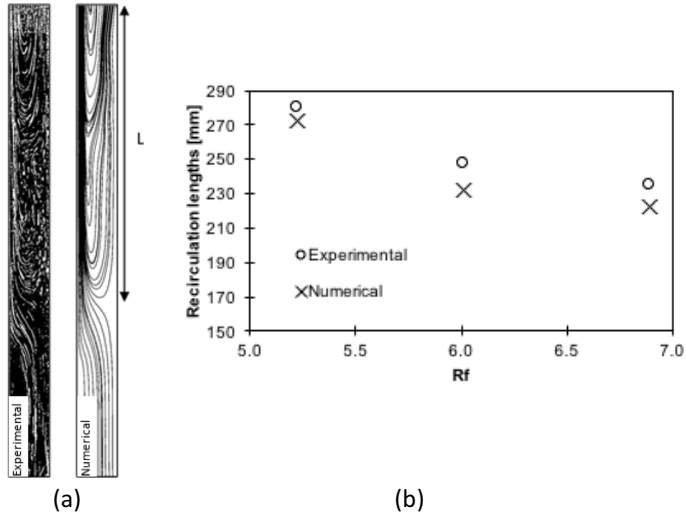 Experimental
Numerical
L
(a)
Recirculation lengths [mm]
290
270
250
230
210
190
170
150
Experimental
Numerical
5.0 5.5 6.0 6.5 7.0
Rf
(b)